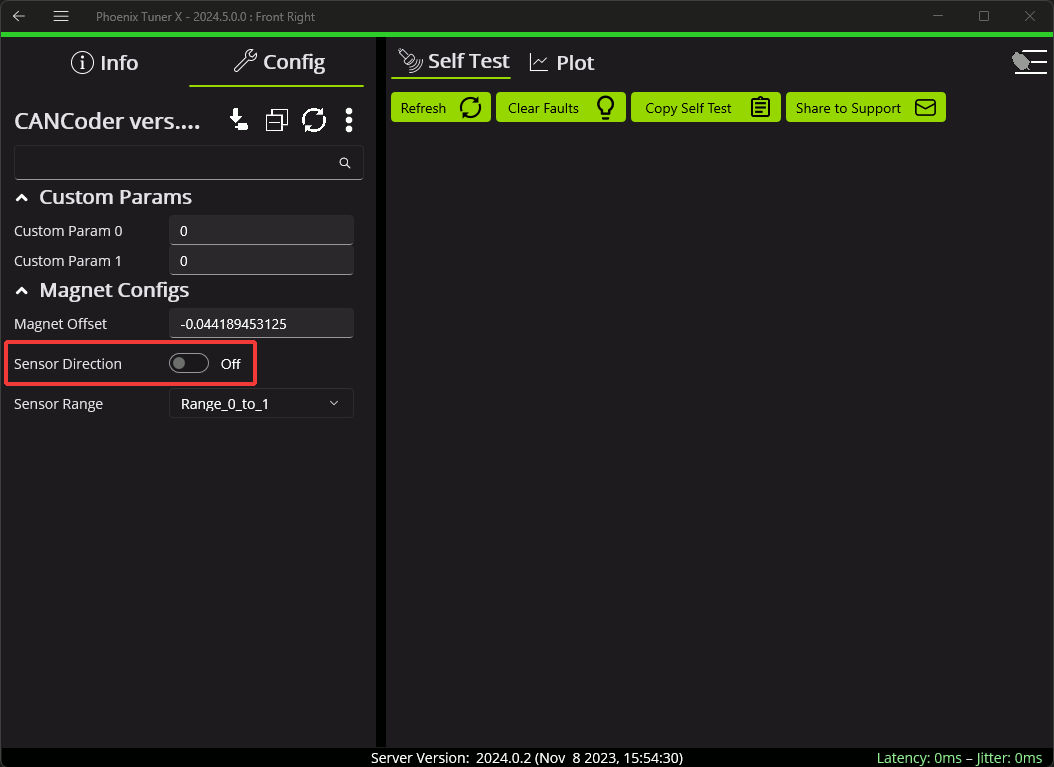 Phoenix Tuner X - 2024.5.0.0 : Front Right
Info
Config
Self Test
Plot
CANCoder vers....
Refresh
Clear Faults
Copy Self Test
Share to Support
Custom Params
Custom Param 0
0
Custom Param 1
0
Magnet Configs
Magnet Offset
-0.044189453125
Sensor Direction
Off
Sensor Range
Range_0_to_1
Server Version: 2024.0.2 (Nov 8 2023, 15:54:30)
Latency: 0ms – Jitter: 0ms